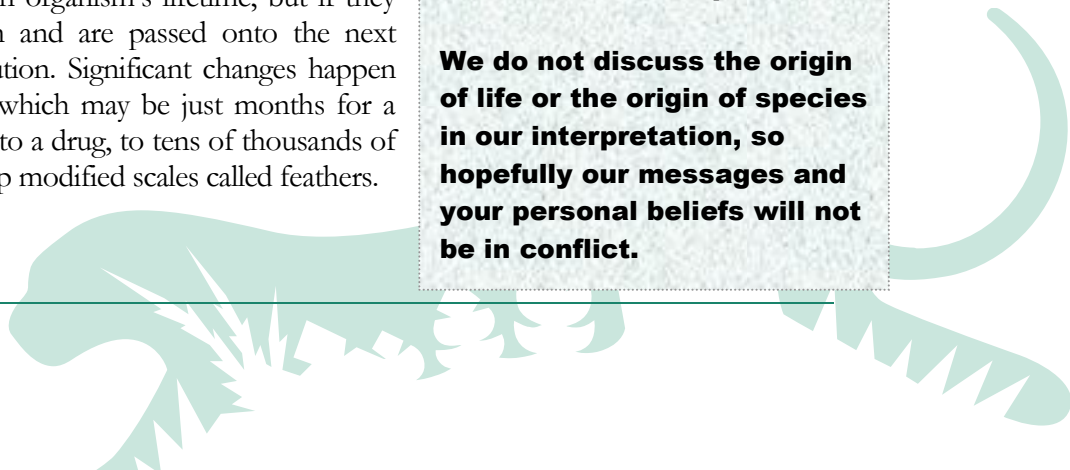 organism's lifetime, but if they
and are passed onto the next
ution. Significant changes happen
which may be just months for a
to a drug, to tens of thousands of
p modified scales called feathers.
We do not discuss the origin
of life or the origin of species
in our interpretation, so
hopefully our messages and
your personal beliefs will not
be in conflict.